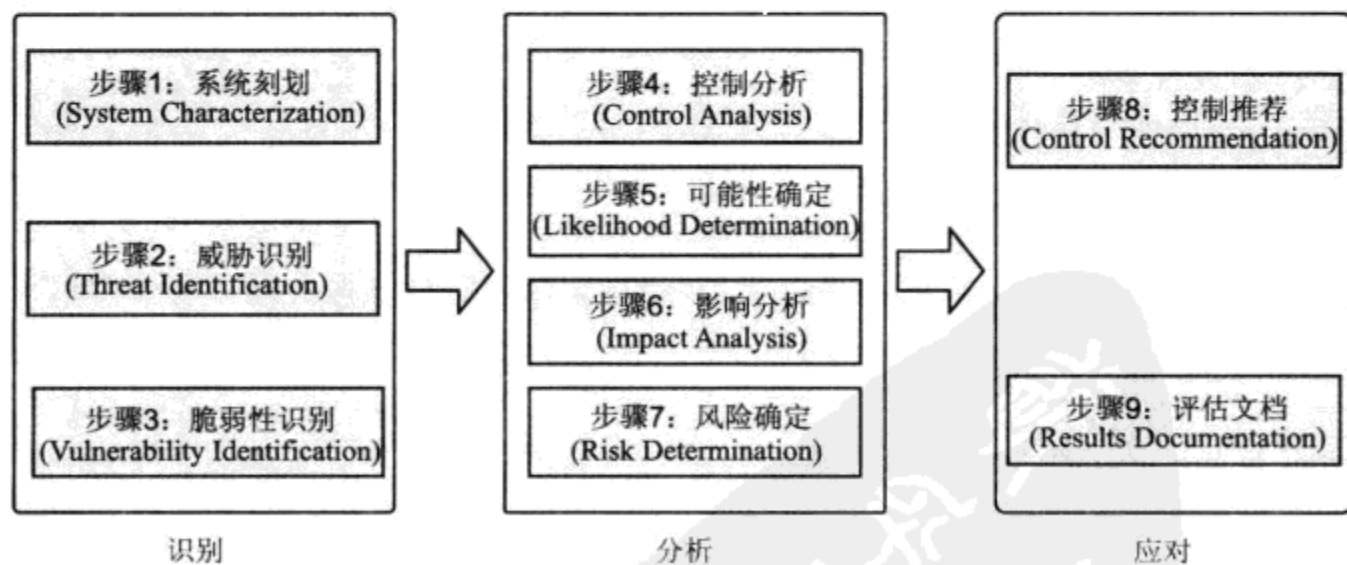 步骤1：系统刻划
(System Characterization)
步骤2：威胁识别
(Threat Identification)
步骤3：脆弱性识别
(Vulnerability Identification)
识别
步骤4：控制分析
(Control Analysis)
步骤5：可能性确定
(Likelihood Determination)
步骤6：影响分析
(Impact Analysis)
步骤7：风险确定
(Risk Determination)
分析
步骤8：控制推荐
(Control Recommendation)
步骤9：评估文档
(Results Documentation)
应对